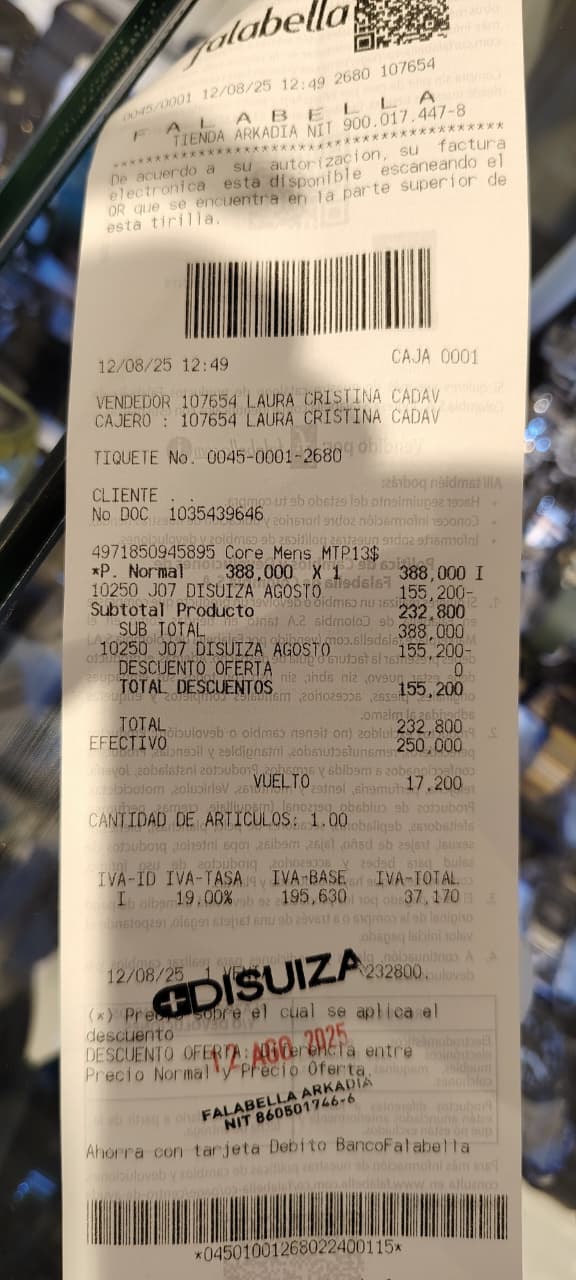 falabella
0045/0001 12/08/25 12:49 2680 107654
F A L A B E L L A
TIENDA ARKADIA NIT 900.017.447-8
************************************
De acuerdo a su autorizacion, su factura
electronica esta disponible escaneando el
QR que se encuentra en la parte superior de
esta tirilla.
12/08/25 12:49 CAJA 0001
VENDEDOR 107654 LAURA CRISTINA CADAV
CAJERO : 107654 LAURA CRISTINA CADAV
TIQUETE No. 0045-0001-2680
CLIENTE . .
No DOC 1035439646
4971850945895 Core Mens MTP13$
*P. Normal 388,000 X 1 388,000 I
10250 J07 DISUIZA AGOSTO 155,200-
Subtotal Producto 232,800
SUB TOTAL 388,000
10250 J07 DISUIZA AGOSTO 155,200-
DESCUENTO OFERTA 0
TOTAL DESCUENTOS 155,200
TOTAL 232,800
EFECTIVO 250,000
VUELTO 17,200
CANTIDAD DE ARTICULOS: 1.00
IVA-ID IVA-TASA IVA-BASE IVA-TOTAL
I 19,00% 195,630 37,170
12/08/25 1 232800.
DISUIZA
(*) Precio sobre el cual se aplica el
descuento
DESCUENTO OFERTA: Diferencia entre
12 AGO 2025
Precio Normal y Precio Oferta.
FALABELLA ARKADIA
NIT 860501746-6
Ahorra con tarjeta Debito BancoFalabella
*04501001268022400115*